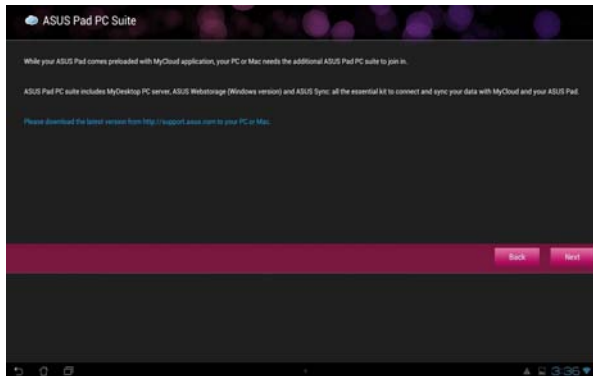 ASUS Pad PC Suite
While your ASUS Pad comes preloaded with MyCloud application, your PC or Mac needs the additional ASUS Pad PC suite to join in.
ASUS Pad PC suite includes MyDesktop PC server, ASUS Webstorage (Windows version) and ASUS Sync: all the essential kit to connect and sync your data with MyCloud and your ASUS Pad.
Please download the latest version from http://support.asus.com to your PC or Mac.
Back Next
3:36